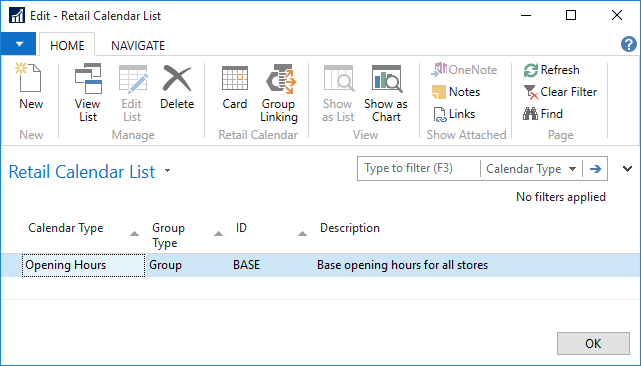 Edit - Retail Calendar List
HOME NAVIGATE
New
View List
Edit List
Delete
Card
Group Linking
Show as List
Show as Chart
OneNote
Notes
Links
Refresh
Clear Filter
Find
New Manage Retail Calendar View Show Attached Page
Retail Calendar List
Type to filter (F3) Calendar Type
No filters applied
Calendar Type Group Type ID Description
Opening Hours Group BASE Base opening hours for all stores
OK